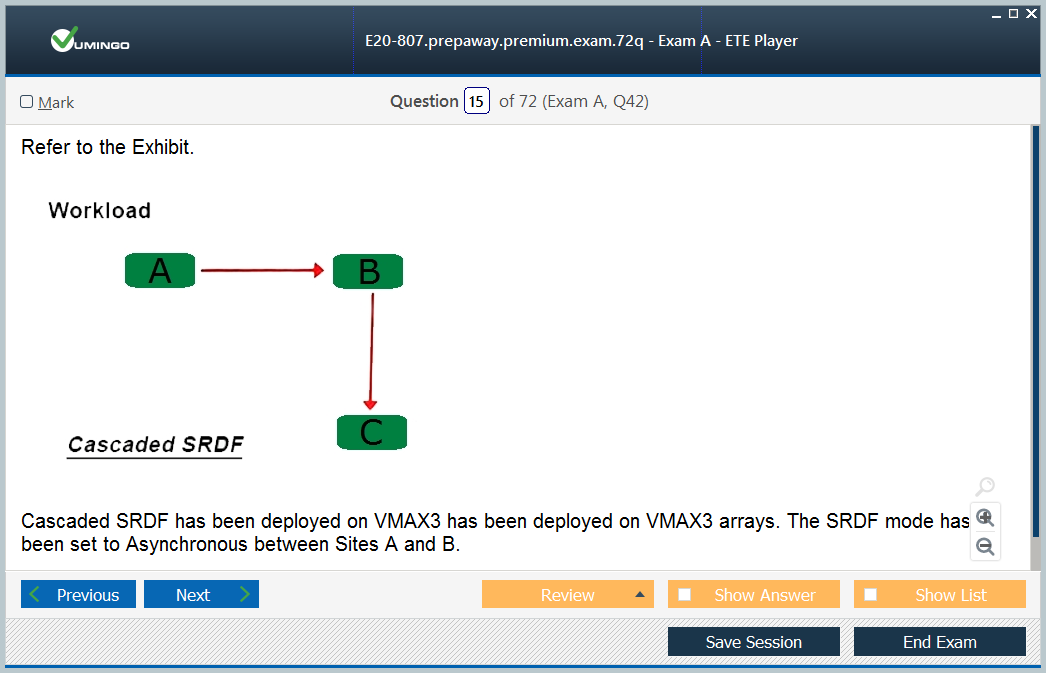 VUMINGO
E20-807.prepaway.premium.exam.72q - Exam A - ETE Player
Mark
Question 15 of 72 (Exam A, Q42)
Refer to the Exhibit.
Workload
A
B
C
Cascaded SRDF
Cascaded SRDF has been deployed on VMAX3 has been deployed on VMAX3 arrays. The SRDF mode has
been set to Asynchronous between Sites A and B.
Previous
Next
Review
Show Answer
Show List
Save Session
End Exam